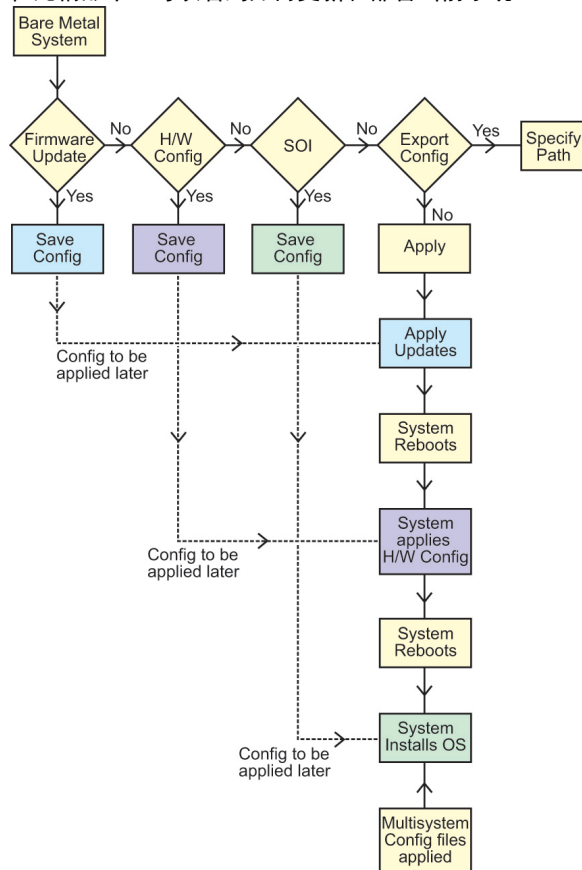 Bare Metal
System
Firmware
Update
No
H/W
Config
No
SOI
No
Export
Config
Yes
Specify
Path
Yes
Yes
Yes
No
Save
Config
Save
Config
Save
Config
Apply
Config to be
applied later
Apply
Updates
System
Reboots
Config to be
applied later
System
applies
H/W Config
System
Reboots
Config to be
applied later
System
Installs OS
Multisystem
Config files
applied